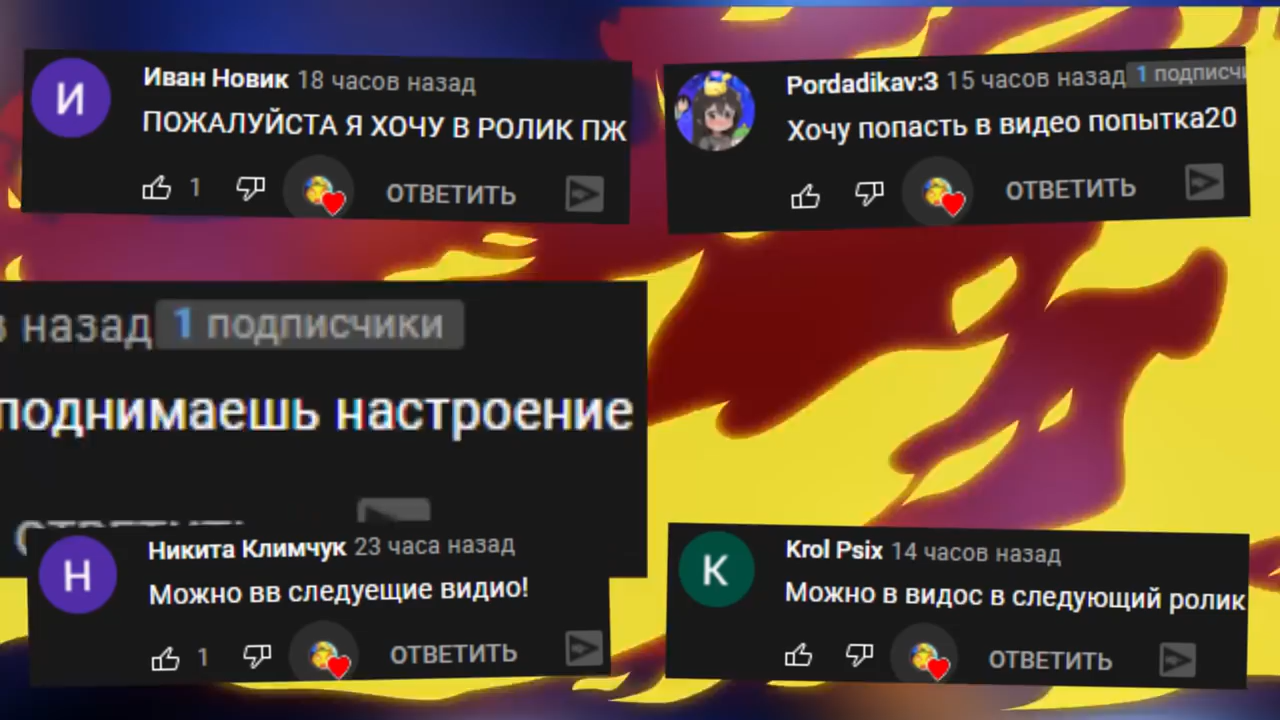 И
Иван Новик 18 часов назад
ПОЖАЛУЙСТА Я ХОЧУ В РОЛИК ПЖ
1 ОТВЕТИТЬ
Pordadikav:3 15 часов назад 1 подписчи
Хочу попасть в видео попытка20
ОТВЕТИТЬ
назад 1 подписчики
поднимаешь настроение
Н
Никита Климчук 23 часа назад
Можно вв следуещие видио!
1 ОТВЕТИТЬ
K
Krol Psix 14 часов назад
Можно в видос в следующий ролик
ОТВЕТИТЬ